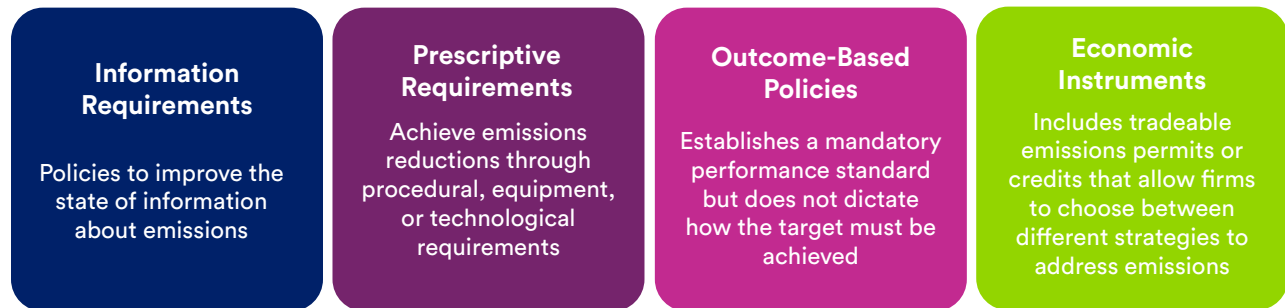 Information
Requirements
Policies to improve the
state of information
about emissions
Prescriptive
Requirements
Achieve emissions
reductions through
procedural, equipment,
or technological
requirements
Outcome-Based
Policies
Establishes a mandatory
performance standard
but does not dictate
how the target must be
achieved
Economic
Instruments
Includes tradeable
emissions permits or
credits that allow firms
to choose between
different strategies to
address emissions